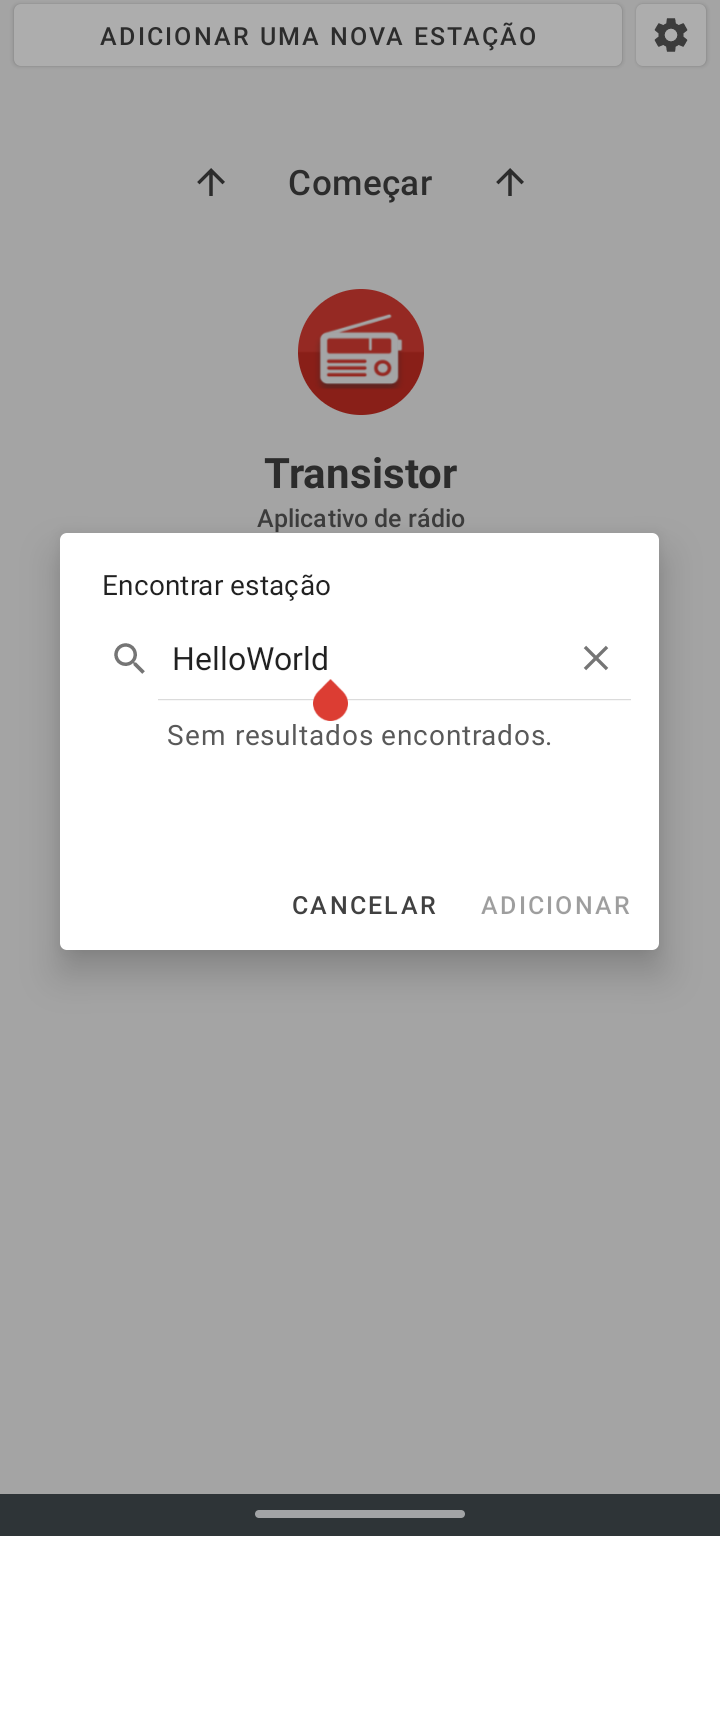 ADICIONAR UMA NOVA ESTAÇÃO
Começar
Transistor
Aplicativo de rádio
Encontrar estação
HelloWorld
Sem resultados encontrados.
CANCELAR ADICIONAR